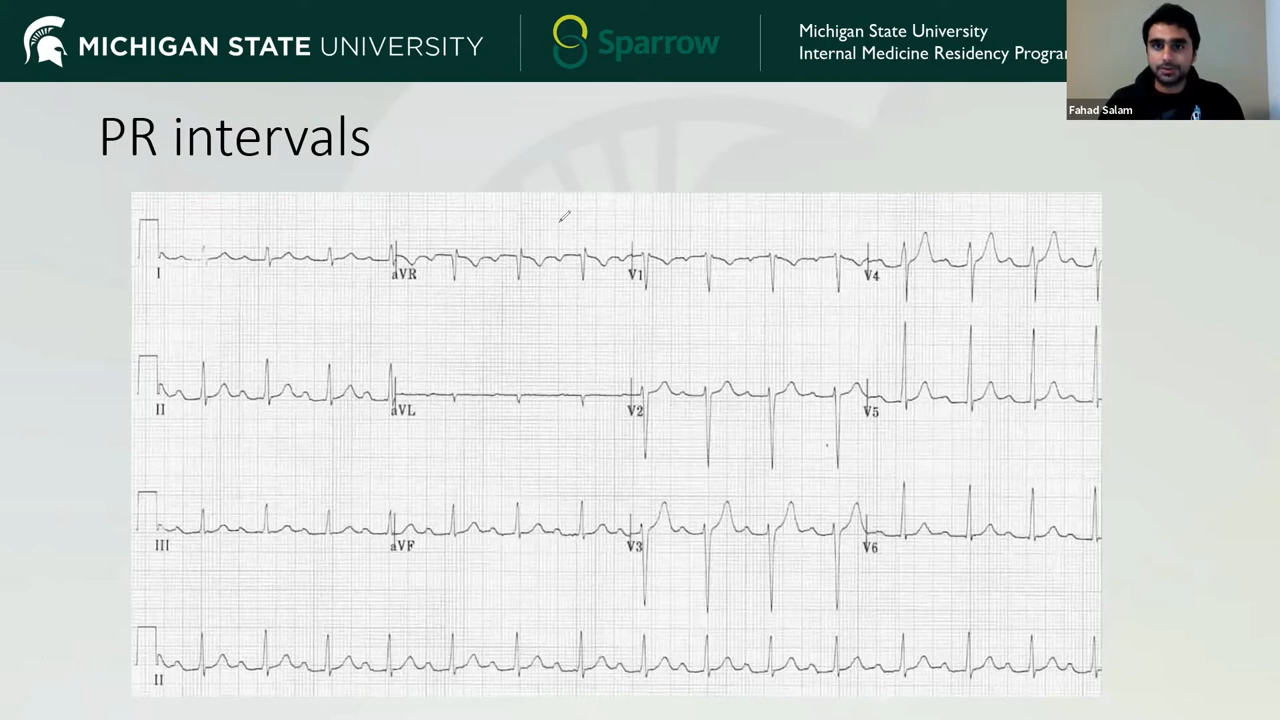 MICHIGAN STATE UNIVERSITY
Sparrow
Michigan State University
Internal Medicine Residency
Fahad Salam
PR intervals
I
aVR
V1
V4
II
aVL
V2
V5
III
aVF
V3
V6
II